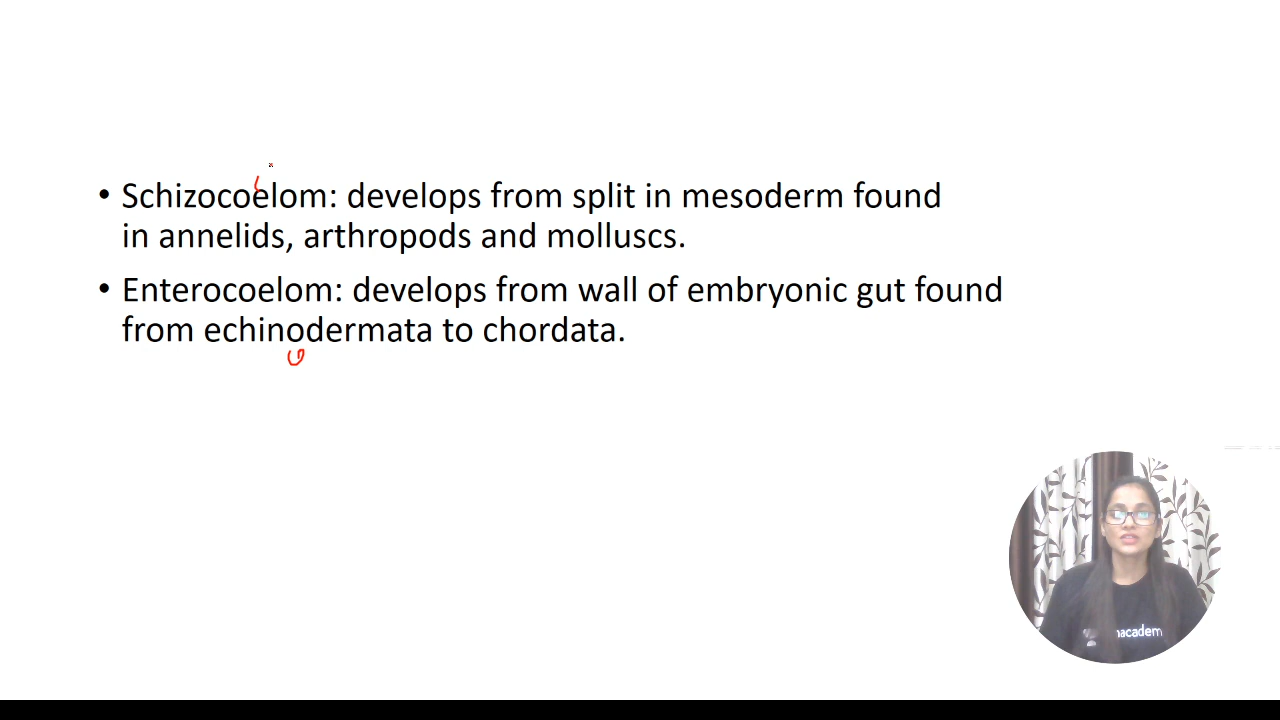 • Schizocoelom: develops from split in mesoderm found
in annelids, arthropods and molluscs.
• Enterocoelom: develops from wall of embryonic gut found
from echinodermata to chordata.